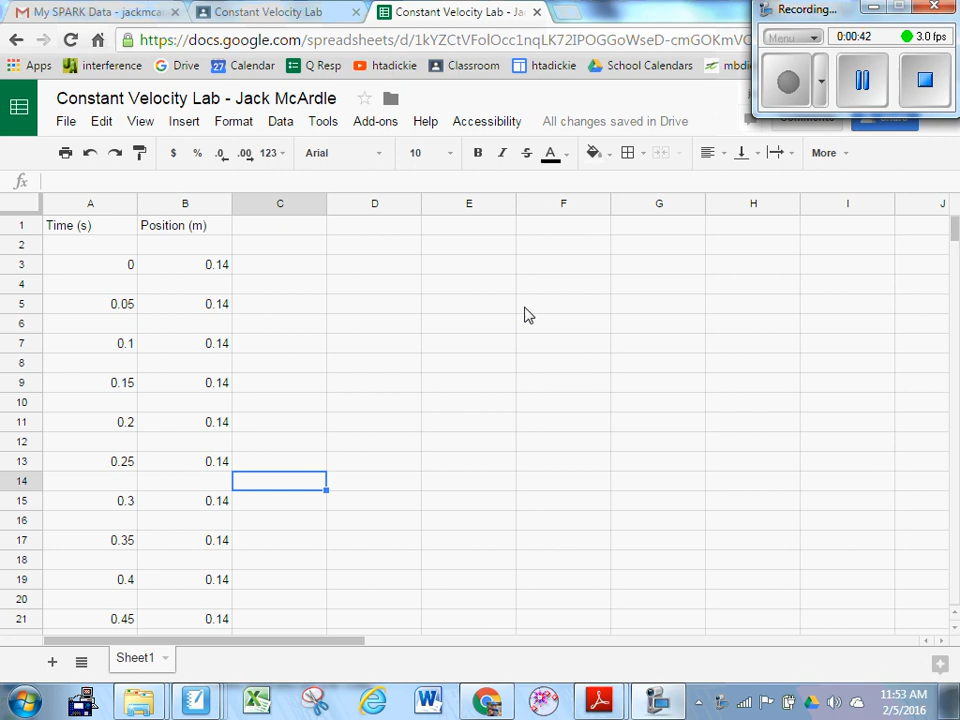 My SPARK Data - jackmca
Constant Velocity Lab
Constant Velocity Lab - Ja
Recording...
https://docs.google.com/spreadsheets/d/1kYZCtVFolOcc1nqLK72IPOGGoWseD-cmGOKmVC
Menu
0:00:42
3.0 fps
Apps
interference
Drive
Calendar
Q Resp
htadickie
Classroom
htadickie
School Calendars
mbdi
Constant Velocity Lab - Jack McArdle
File Edit View Insert Format Data Tools Add-ons Help Accessibility All changes saved in Drive
Comments
Share
$ % .0 .00 123 Arial 10 B I S A More
fx
A B C D E F G H I J
1 Time (s) Position (m)
2
3 0 0.14
4
5 0.05 0.14
6
7 0.1 0.14
8
9 0.15 0.14
10
11 0.2 0.14
12
13 0.25 0.14
14
15 0.3 0.14
16
17 0.35 0.14
18
19 0.4 0.14
20
21 0.45 0.14
Sheet1
11:53 AM
2/5/2016